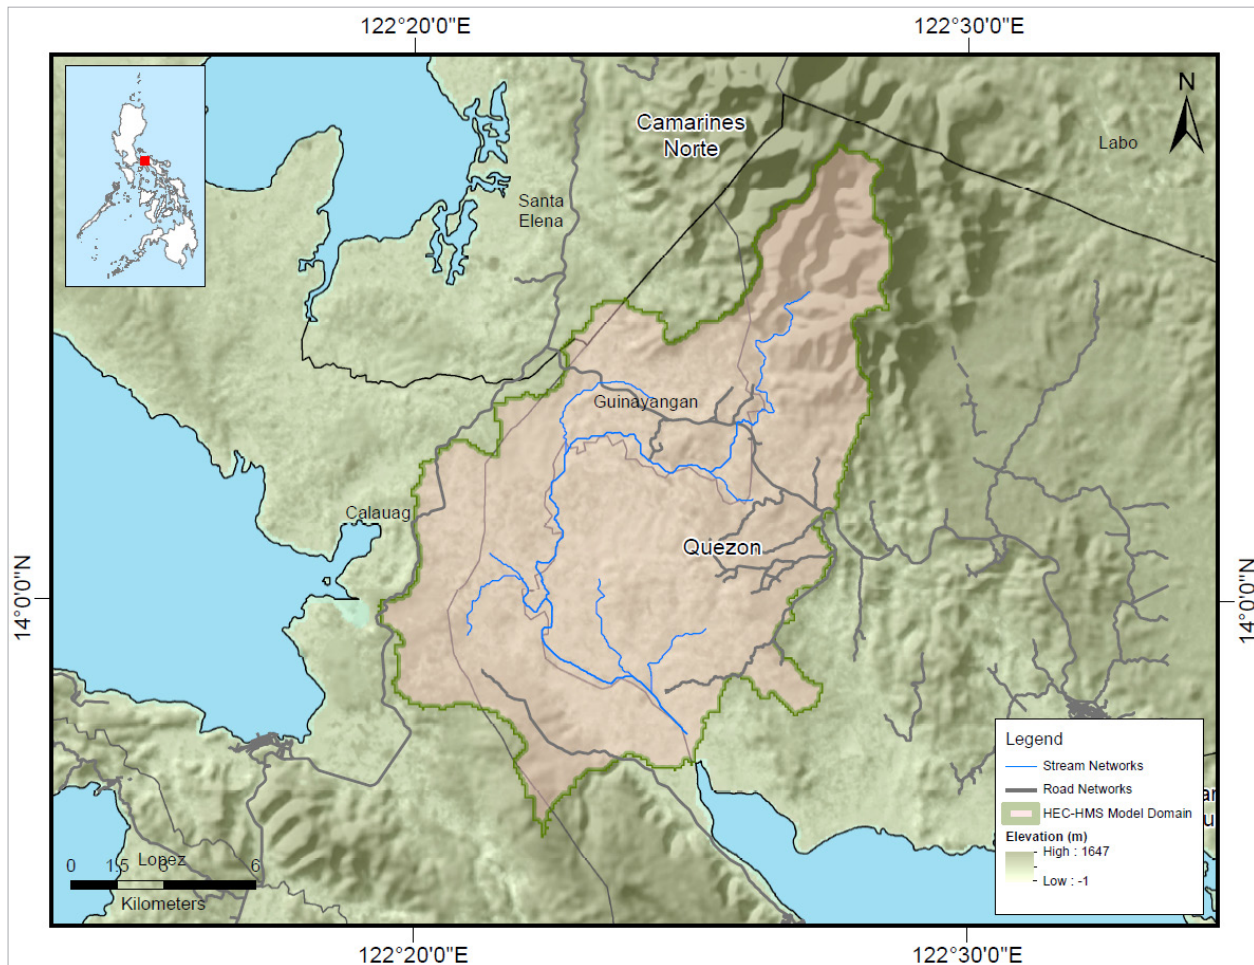 122°20'0"E
122°30'0"E
N
Camarines
Norte
Labo
Santa
Elena
Guinayangan
Calauag
Quezon
14°0'0"N
14°0'0"N
Legend
Stream Networks
Road Networks
HEC-HMS Model Domain
Elevation (m)
High : 1647
Low : -1
Lopez
0 1.5 3 6
Kilometers
122°20'0"E
122°30'0"E